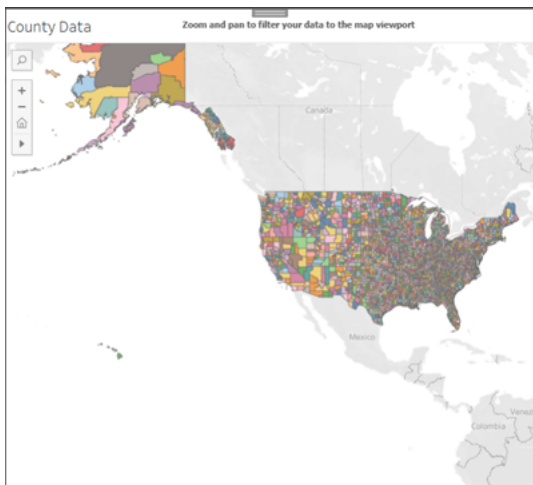 County Data
Zoom and pan to filter your data to the map viewport
Canada
Mexico
Colombia